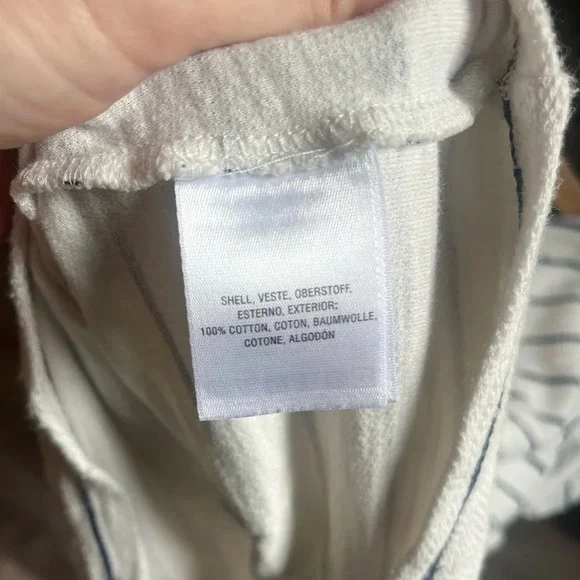 SHELL, VESTE, OBERSTOFF,
ESTERNO, EXTERIOR;
100% COTTON, COTON, BAUMWOLLE,
COTONE, ALGODÓN